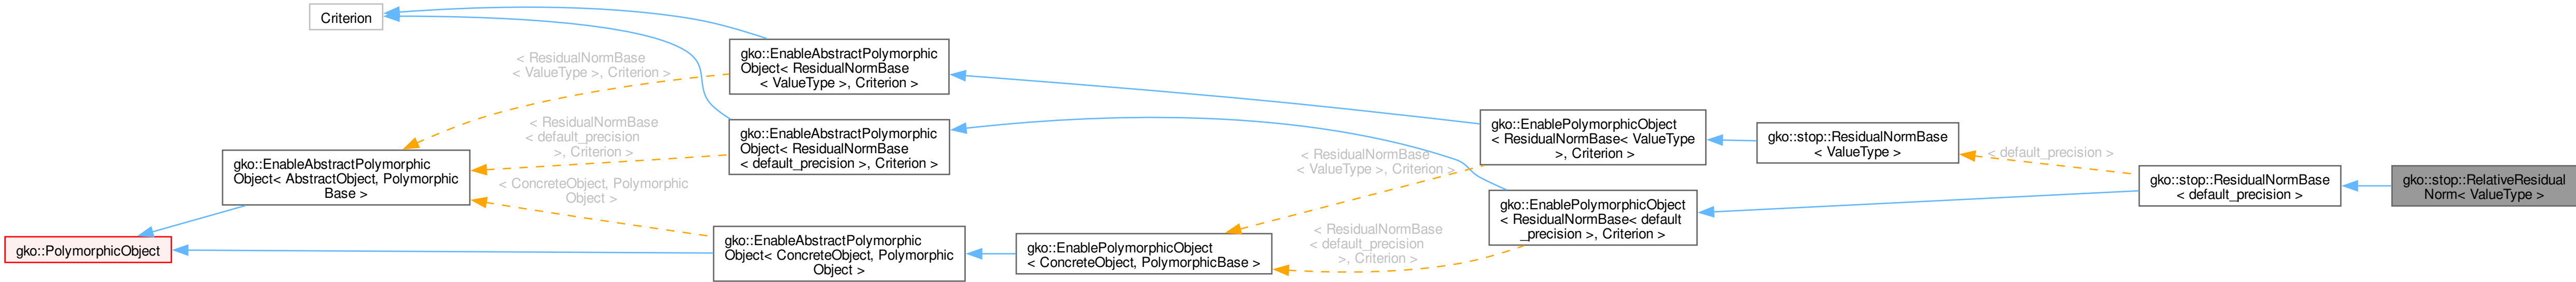 Criterion
gko::EnableAbstractPolymorphic
Object< ResidualNormBase
< ValueType >, Criterion >
< ResidualNormBase
< ValueType >, Criterion >
gko::EnableAbstractPolymorphic
Object< ResidualNormBase
< default_precision >, Criterion >
< ResidualNormBase
< default_precision
>, Criterion >
gko::EnableAbstractPolymorphic
Object< AbstractObject, Polymorphic
Base >
< ConcreteObject, Polymorphic
Object >
gko::PolymorphicObject
gko::EnableAbstractPolymorphic
Object< ConcreteObject, Polymorphic
Object >
gko::EnablePolymorphicObject
< ConcreteObject, PolymorphicBase >
< ResidualNormBase
< ValueType >, Criterion >
< ResidualNormBase
< default_precision
>, Criterion >
gko::EnablePolymorphicObject
< ResidualNormBase< ValueType
>, Criterion >
gko::EnablePolymorphicObject
< ResidualNormBase< default
_precision >, Criterion >
gko::stop::ResidualNormBase
< ValueType >
< default_precision >
gko::stop::ResidualNormBase
< default_precision >
gko::stop::RelativeResidual
Norm< ValueType >